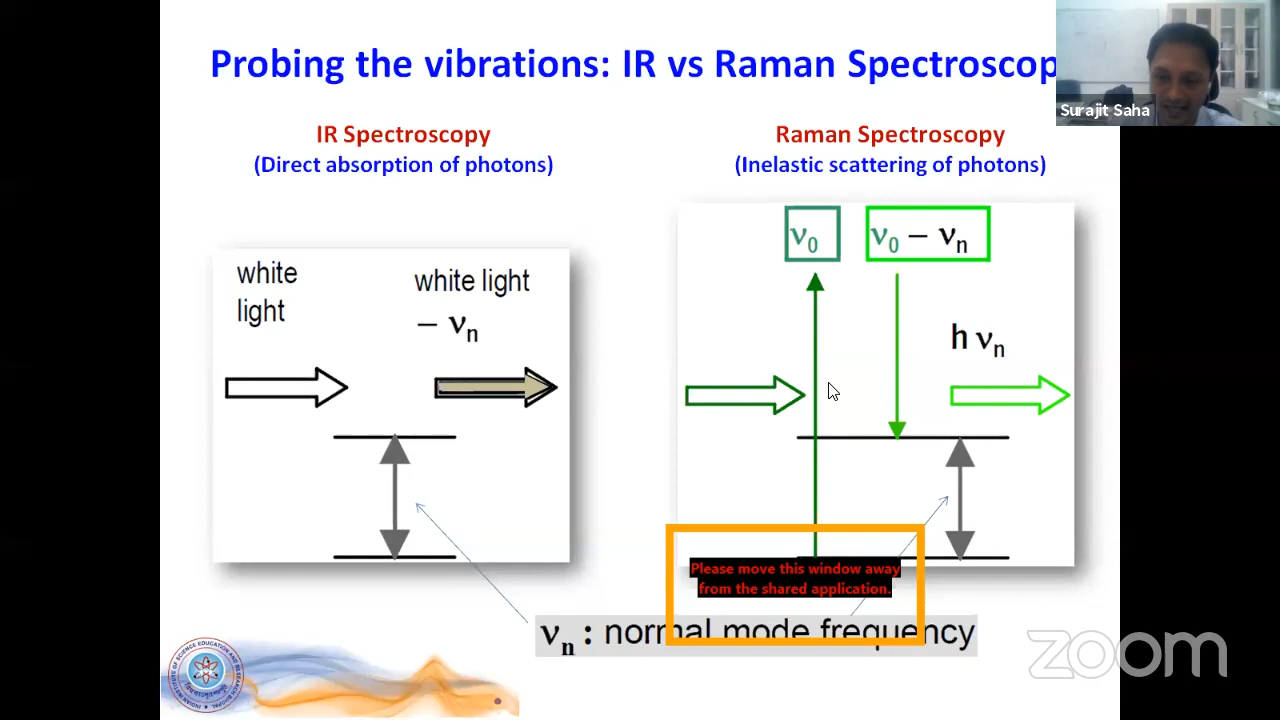 Probing the vibrations: IR vs Raman Spectroscop
Surajit Saha
IR Spectroscopy
(Direct absorption of photons)
Raman Spectroscopy
(Inelastic scattering of photons)
white
light
white light
– νn
ν0
ν0 – νn
h νn
Please move this window away
from the shared application.
νn : normal mode frequency
zoom